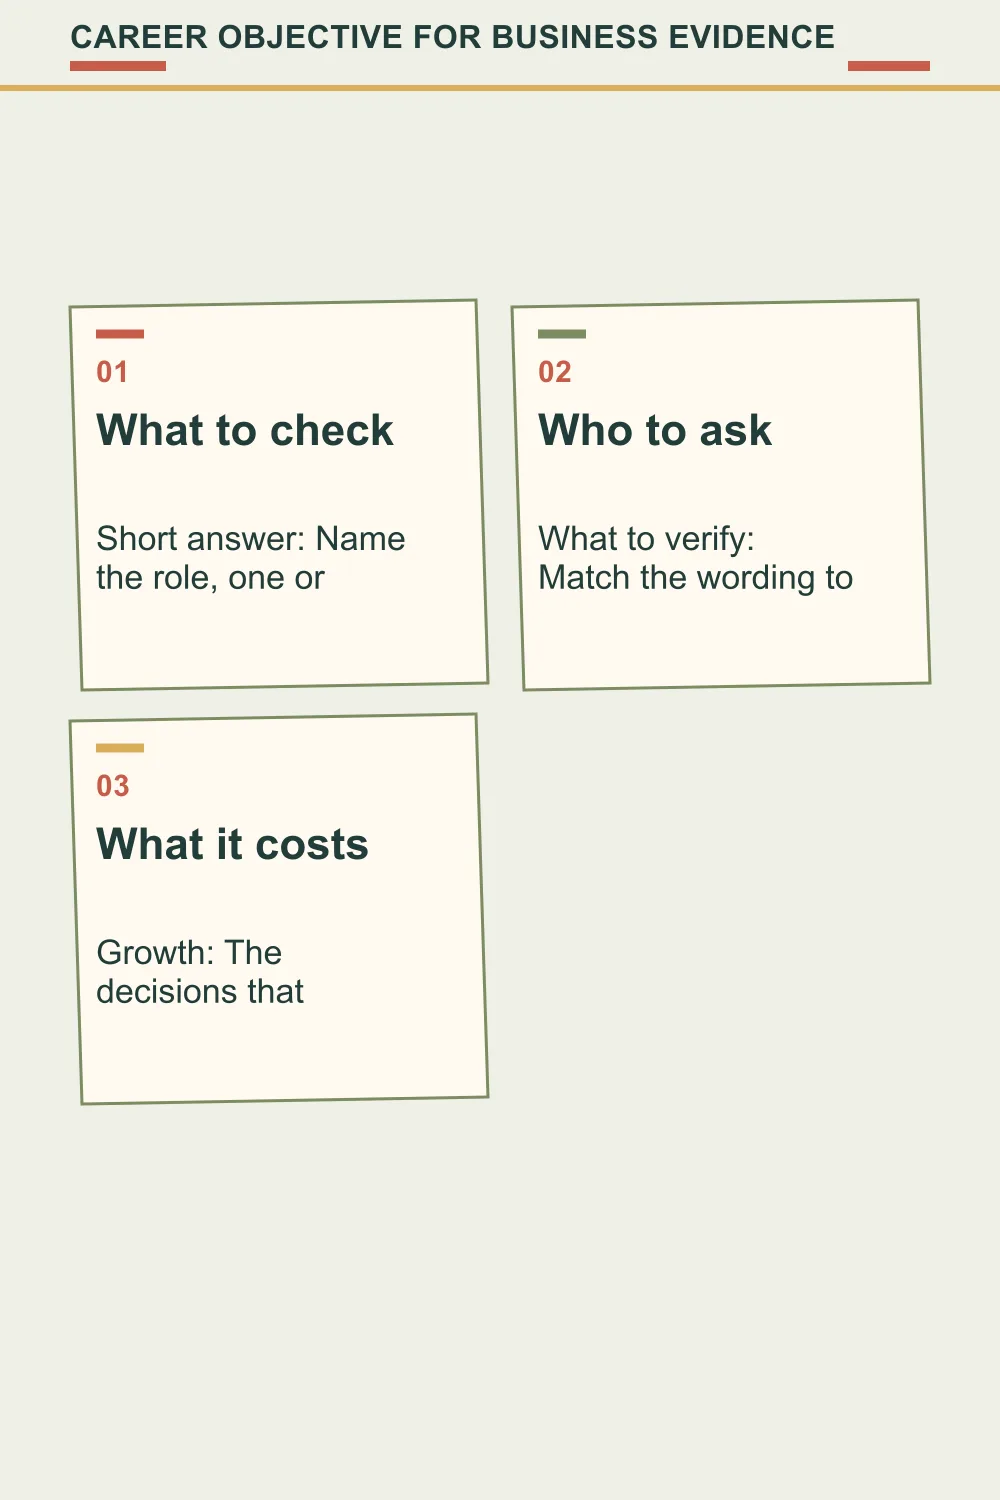 CAREER OBJECTIVE FOR BUSINESS EVIDENCE
01
What to check
Short answer: Name
the role, one or
02
Who to ask
What to verify:
Match the wording to
03
What it costs
Growth: The
decisions that